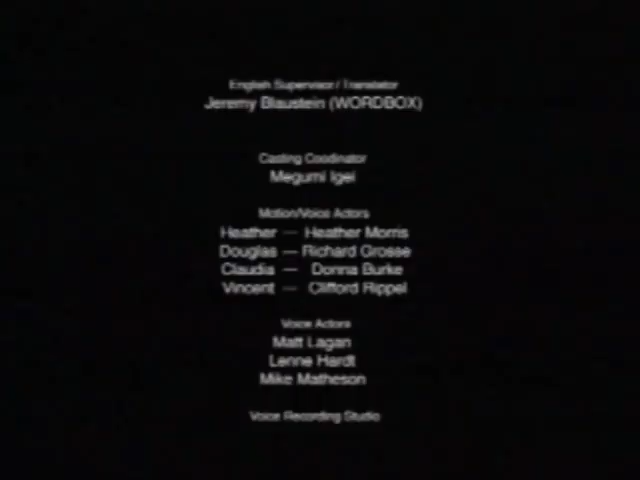 English Supervisor / Translator
Jeremy Blaustein (WORDBOX)
Casting Coodinator
Megumi Igei
Motion/Voice Actors
Heather — Heather Morris
Douglas — Richard Grosse
Claudia — Donna Burke
Vincent — Clifford Rippel
Voice Actors
Matt Lagan
Lenne Hardt
Mike Matheson
Voice Recording Studio